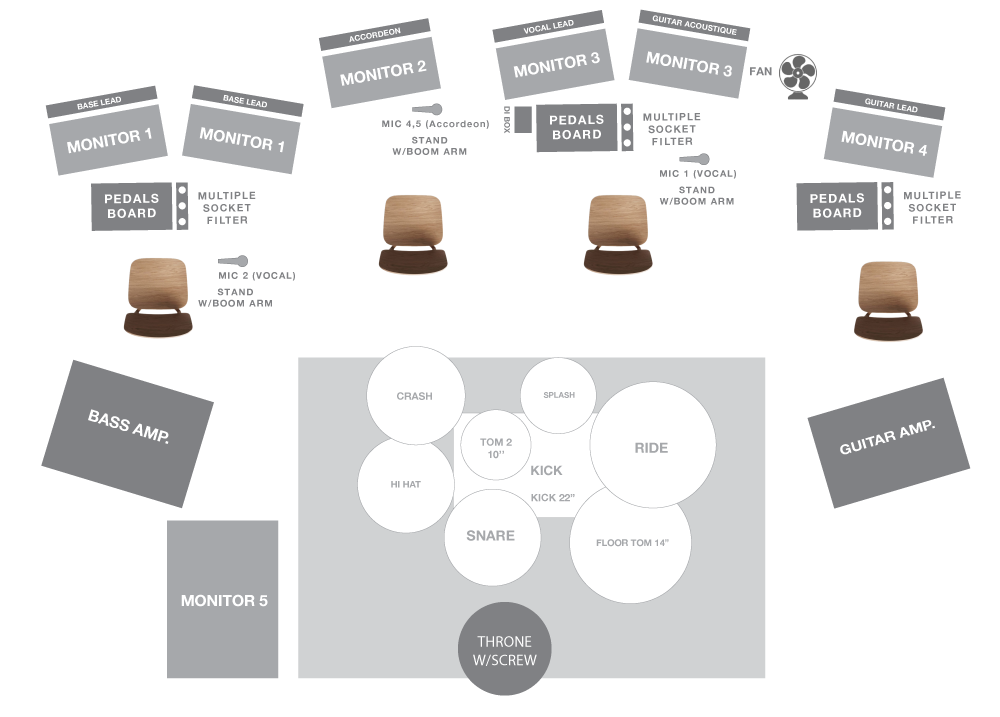 ACCORDEON
MONITOR 2
VOCAL LEAD
MONITOR 3
GUITAR ACOUSTIQUE
MONITOR 3
FAN
BASE LEAD
MONITOR 1
BASE LEAD
MONITOR 1
GUITAR LEAD
MONITOR 4
MIC 4,5 (Accordeon)
STAND
W/BOOM ARM
DI BOX
PEDALS
BOARD
MULTIPLE
SOCKET
FILTER
MIC 1 (VOCAL)
STAND
W/BOOM ARM
PEDALS
BOARD
MULTIPLE
SOCKET
FILTER
PEDALS
BOARD
MULTIPLE
SOCKET
FILTER
MIC 2 (VOCAL)
STAND
W/BOOM ARM
BASS AMP.
CRASH
SPLASH
TOM 2
10''
RIDE
KICK
HI HAT
KICK 22”
SNARE
FLOOR TOM 14”
GUITAR AMP.
MONITOR 5
THRONE
W/SCREW